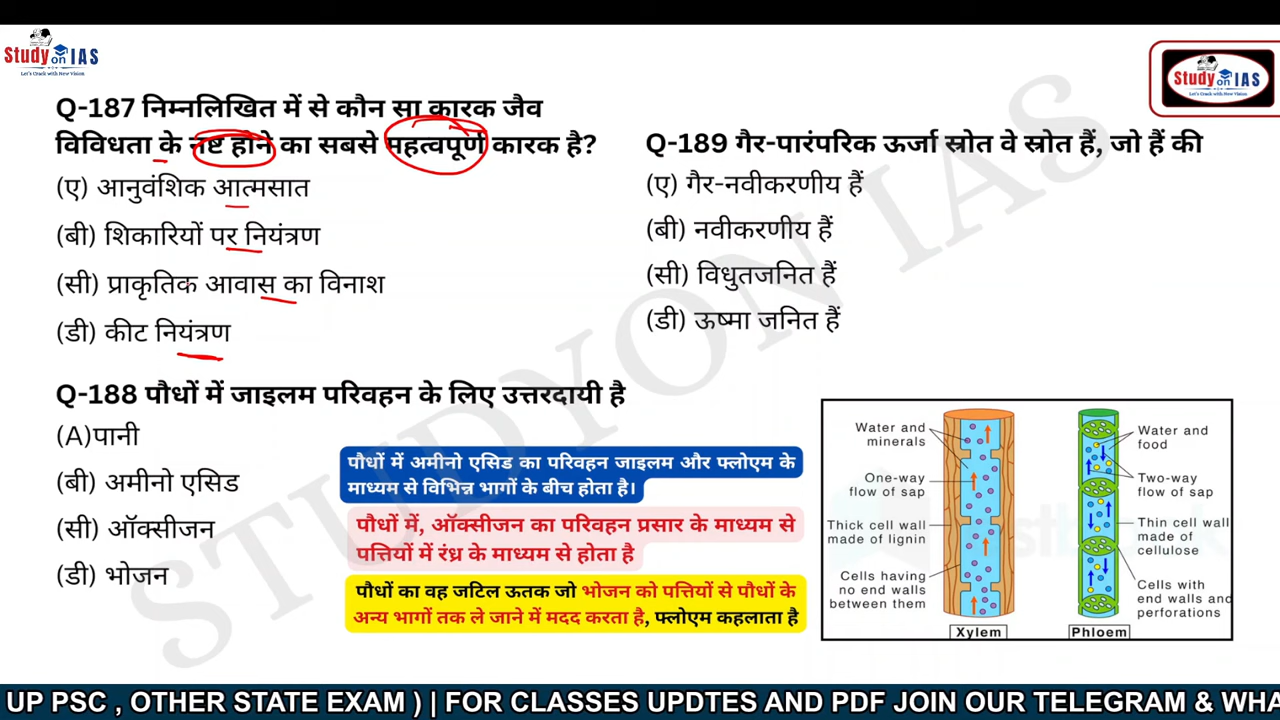 Study on IAS
Let's Crack with New Vision
Study on IAS
Let's Crack with New Vision
Q-187 निम्नलिखित में से कौन सा कारक जैव
विविधता के नष्ट होने का सबसे महत्वपूर्ण कारक है?
(ए) आनुवंशिक आत्मसात
(बी) शिकारियों पर नियंत्रण
(सी) प्राकृतिक आवास का विनाश
(डी) कीट नियंत्रण
Q-188 पौधों में जाइलम परिवहन के लिए उत्तरदायी है
(A)पानी
(बी) अमीनो एसिड
(सी) ऑक्सीजन
(डी) भोजन
पौधों में अमीनो एसिड का परिवहन जाइलम और फ्लोएम के
माध्यम से विभिन्न भागों के बीच होता है।
पौधों में, ऑक्सीजन का परिवहन प्रसार के माध्यम से
पत्तियों में रंध्र के माध्यम से होता है
पौधों का वह जटिल ऊतक जो भोजन को पत्तियों से पौधों के
अन्य भागों तक ले जाने में मदद करता है, फ्लोएम कहलाता है
Q-189 गैर-पारंपरिक ऊर्जा स्रोत वे स्रोत हैं, जो हैं की
(ए) गैर-नवीकरणीय हैं
(बी) नवीकरणीय हैं
(सी) विधुतजनित हैं
(डी) ऊष्मा जनित हैं
Water and
minerals
One-way
flow of sap
Thick cell wall
made of lignin
Cells having
no end walls
between them
Xylem
Water and
food
Two-way
flow of sap
Thin cell wall
made of
cellulose
Cells with
end walls and
perforations
Phloem
STUDYON IAS
UP PSC , OTHER STATE EXAM ) | FOR CLASSES UPDTES AND PDF JOIN OUR TELEGRAM & WHA